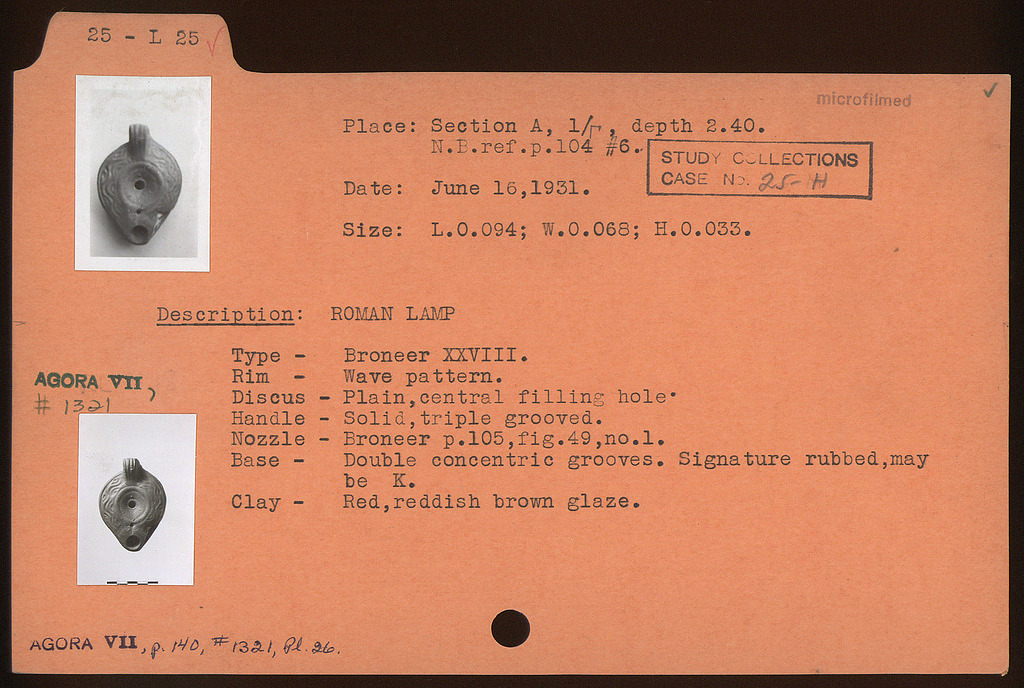 25 - L 25 ✓
microfilmed ✓
Place: Section A, 1/Γ, depth 2.40.
N.B.ref.p.104 #6.
STUDY COLLECTIONS
CASE No. 25-H
Date: June 16,1931.
Size: L.0.094; W.0.068; H.0.033.
Description: ROMAN LAMP
Type - Broneer XXVIII.
Rim - Wave pattern.
Discus - Plain,central filling hole.
Handle - Solid,triple grooved.
Nozzle - Broneer p.105,fig.49,no.1.
Base - Double concentric grooves. Signature rubbed,may
be K.
Clay - Red,reddish brown glaze.
AGORA VII,
# 1321
AGORA VII, p. 140, #1321, Pl. 26.